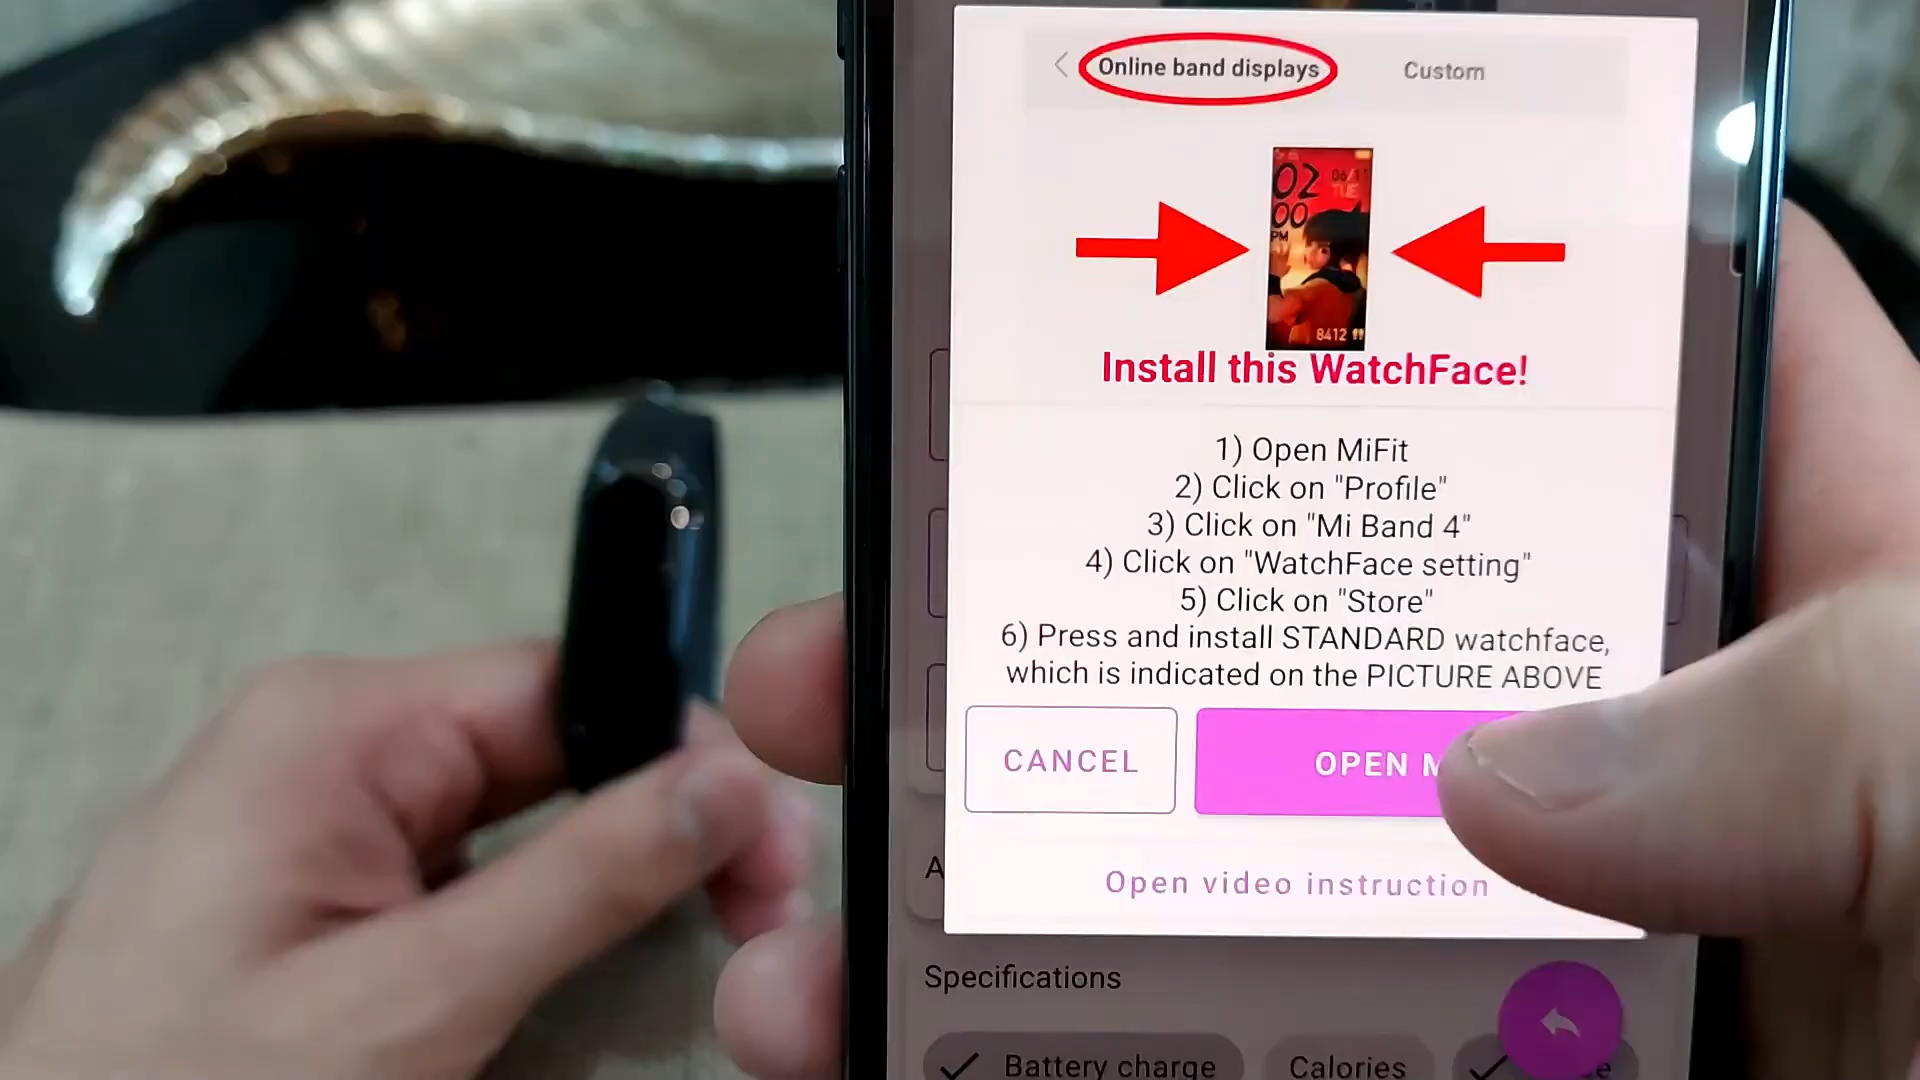 Online band displays
Custom
02
00
PM
TUE
8412
Install this WatchFace!
1) Open MiFit
2) Click on "Profile"
3) Click on "Mi Band 4"
4) Click on "WatchFace setting"
5) Click on "Store"
6) Press and install STANDARD watchface,
which is indicated on the PICTURE ABOVE
CANCEL
OPEN
Open video instruction
Specifications
Battery charge
Calories